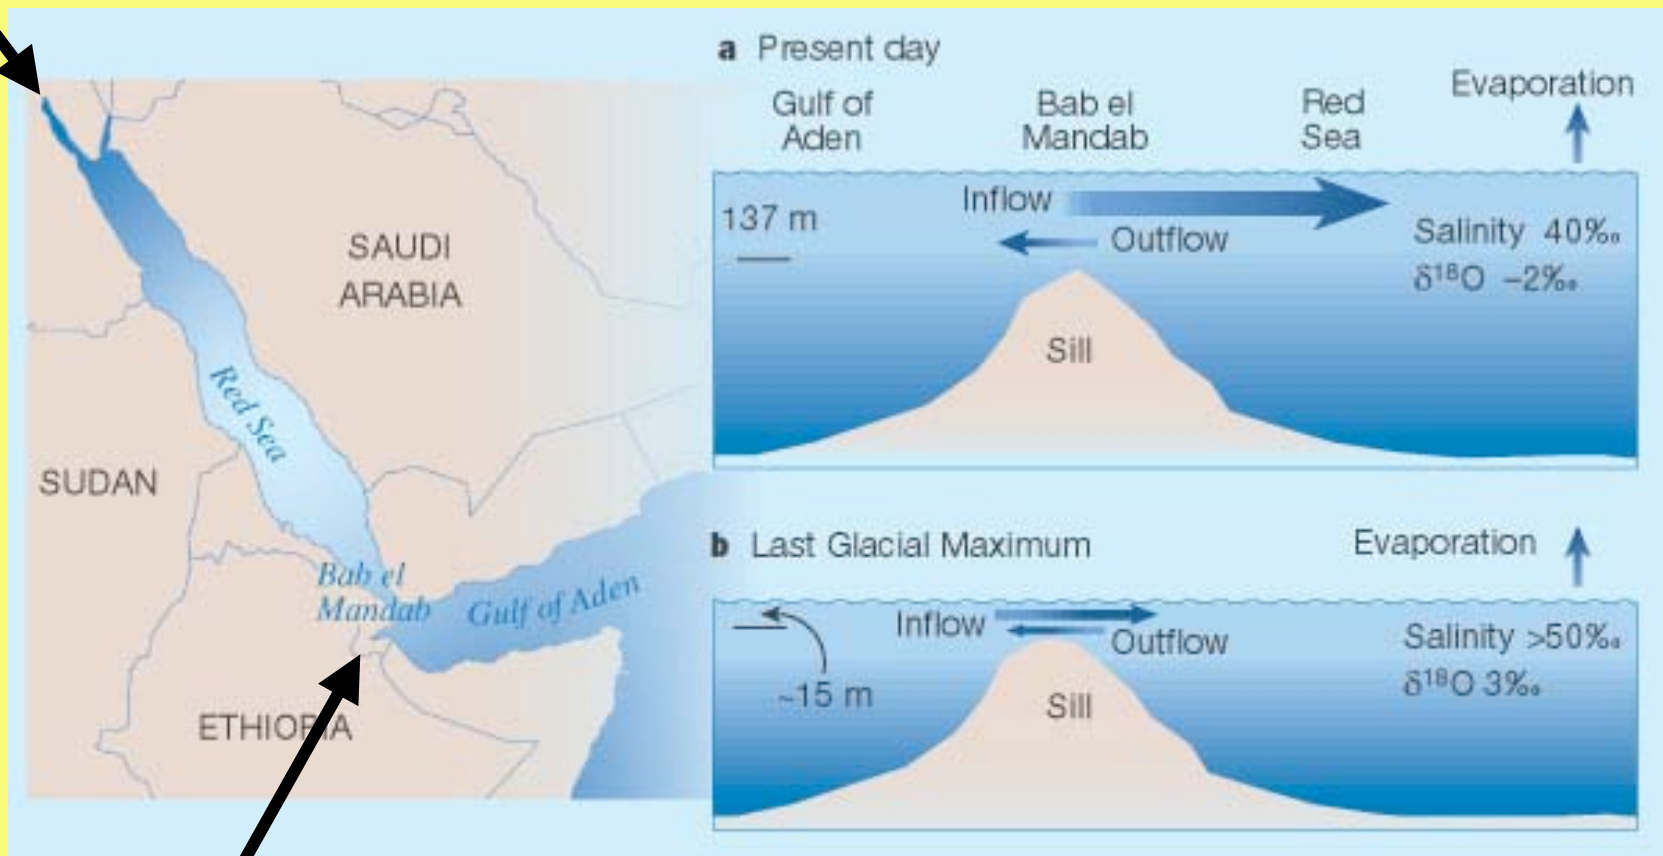 SAUDI
ARABIA
Red Sea
SUDAN
Bab el
Mandab
Gulf of Aden
ETHIOPIA
a Present day
Gulf of
Aden
Bab el
Mandab
Red
Sea
Evaporation
137 m
Inflow
Outflow
Salinity 40‰
δ¹⁸O –2‰
Sill
b Last Glacial Maximum
Evaporation
Inflow
Outflow
~15 m
Salinity >50‰
δ¹⁸O 3‰
Sill